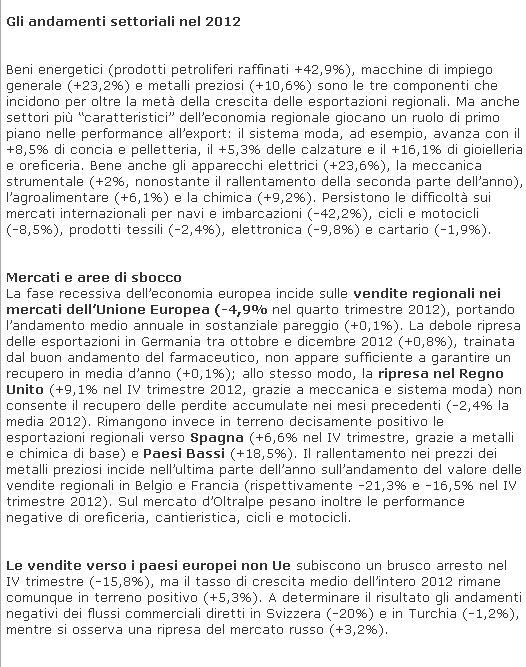 Gli andamenti settoriali nel 2012
Beni energetici (prodotti petroliferi raffinati +42,9%), macchine di impiego
generale (+23,2%) e metalli preziosi (+10,6%) sono le tre componenti che
incidono per oltre la metà della crescita delle esportazioni regionali. Ma anche
settori più “caratteristici” dell’economia regionale giocano un ruolo di primo
piano nelle performance all’export: il sistema moda, ad esempio, avanza con il
+8,5% di concia e pelletteria, il +5,3% delle calzature e il +16,1% di gioielleria
e oreficeria. Bene anche gli apparecchi elettrici (+23,6%), la meccanica
strumentale (+2%, nonostante il rallentamento della seconda parte dell’anno),
l’agroalimentare (+6,1%) e la chimica (+9,2%). Persistono le difficoltà sui
mercati internazionali per navi e imbarcazioni (-42,2%), cicli e motocicli
(-8,5%), prodotti tessili (-2,4%), elettronica (-9,8%) e cartario (-1,9%).
Mercati e aree di sbocco
La fase recessiva dell’economia europea incide sulle vendite regionali nei
mercati dell’Unione Europea (-4,9% nel quarto trimestre 2012), portando
l’andamento medio annuale in sostanziale pareggio (+0,1%). La debole ripresa
delle esportazioni in Germania tra ottobre e dicembre 2012 (+0,8%), trainata
dal buon andamento del farmaceutico, non appare sufficiente a garantire un
recupero in media d’anno (+0,1%); allo stesso modo, la ripresa nel Regno
Unito (+9,1% nel IV trimestre 2012, grazie a meccanica e sistema moda) non
consente il recupero delle perdite accumulate nei mesi precedenti (-2,4% la
media 2012). Rimangono invece in terreno decisamente positivo le
esportazioni regionali verso Spagna (+6,6% nel IV trimestre, grazie a metalli
e chimica di base) e Paesi Bassi (+18,5%). Il rallentamento nei prezzi dei
metalli preziosi incide nell’ultima parte dell’anno sull’andamento del valore delle
vendite regionali in Belgio e Francia (rispettivamente -21,3% e -16,5% nel IV
trimestre 2012). Sul mercato d’Oltralpe pesano inoltre le performance
negative di oreficeria, cantieristica, cicli e motocicli.
Le vendite verso i paesi europei non Ue subiscono un brusco arresto nel
IV trimestre (-15,8%), ma il tasso di crescita medio dell’intero 2012 rimane
comunque in terreno positivo (+5,3%). A determinare il risultato gli andamenti
negativi dei flussi commerciali diretti in Svizzera (-20%) e in Turchia (-1,2%),
mentre si osserva una ripresa del mercato russo (+3,2%).